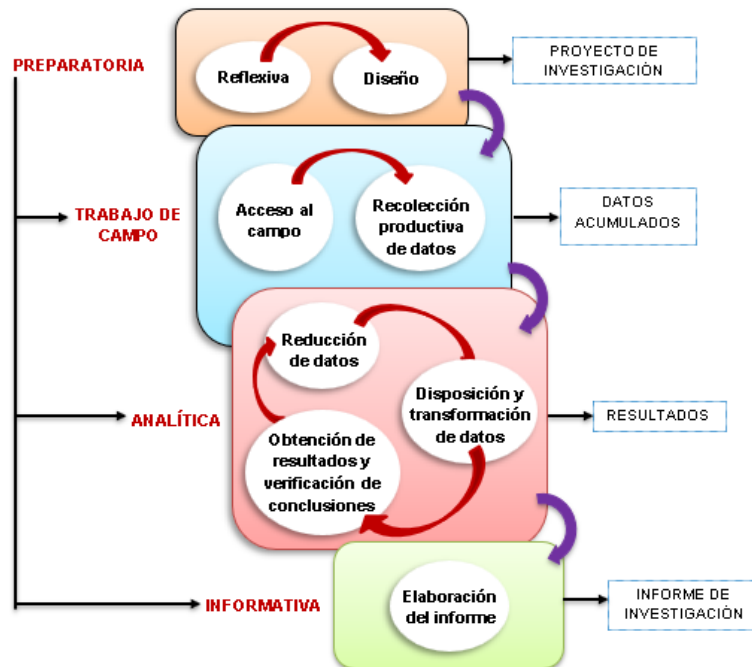 PREPARATORIA
Reflexiva
Diseño
PROYECTO DE
INVESTIGACIÓN
TRABAJO DE
CAMPO
Acceso al
campo
Recolección
productiva
de datos
DATOS
ACUMULADOS
ANALÍTICA
Reducción
de datos
Disposición y
transformación
de datos
Obtención de
resultados y
verificación de
conclusiones
RESULTADOS
INFORMATIVA
Elaboración
del informe
INFORME DE
INVESTIGACIÓN